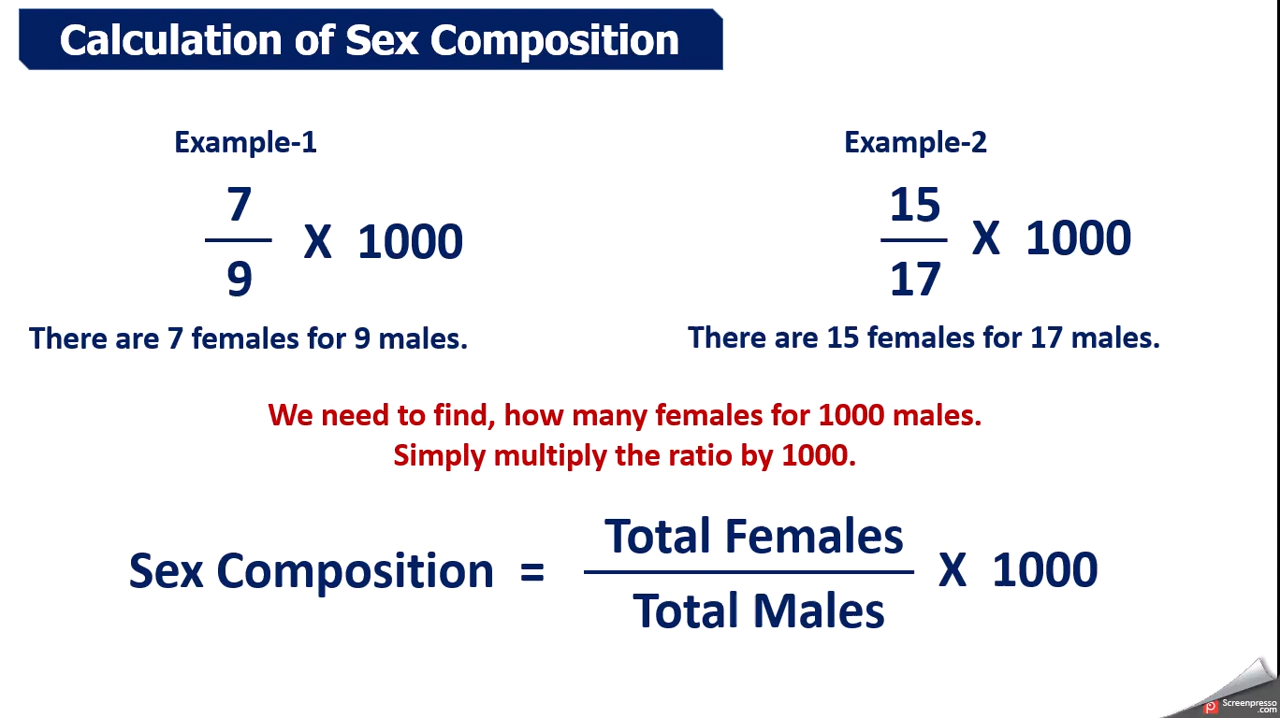 Calculation of Sex Composition
Example-1
7
9
X 1000
There are 7 females for 9 males.
Example-2
15
17
X 1000
There are 15 females for 17 males.
We need to find, how many females for 1000 males.
Simply multiply the ratio by 1000.
Sex Composition =
Total Females
Total Males
X 1000
Screenpresso
.com